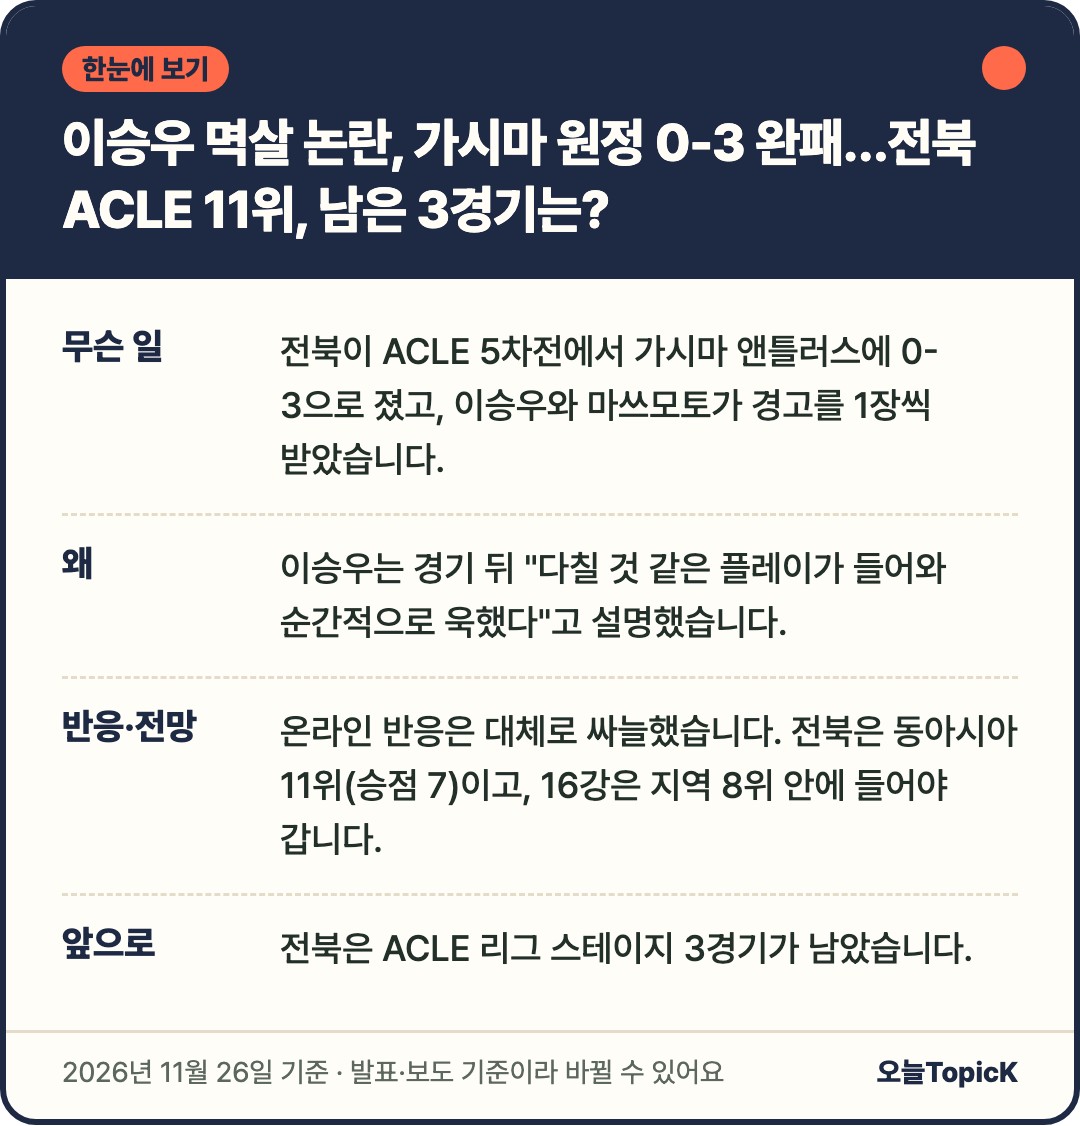 한눈에 보기
이승우 멱살 논란, 가시마 원정 0-3 완패…전북
ACLE 11위, 남은 3경기는?
무슨 일
전북이 ACLE 5차전에서 가시마 앤틀러스에 0-
3으로 졌고, 이승우와 마쓰모토가 경고를 1장씩
받았습니다.
왜
이승우는 경기 뒤 "다칠 것 같은 플레이가 들어와
순간적으로 욱했다"고 설명했습니다.
반응·전망
온라인 반응은 대체로 싸늘했습니다. 전북은 동아시아
11위(승점 7)이고, 16강은 지역 8위 안에 들어야
갑니다.
앞으로
전북은 ACLE 리그 스테이지 3경기가 남았습니다.
2026년 11월 26일 기준 · 발표·보도 기준이라 바뀔 수 있어요
오늘TopicK